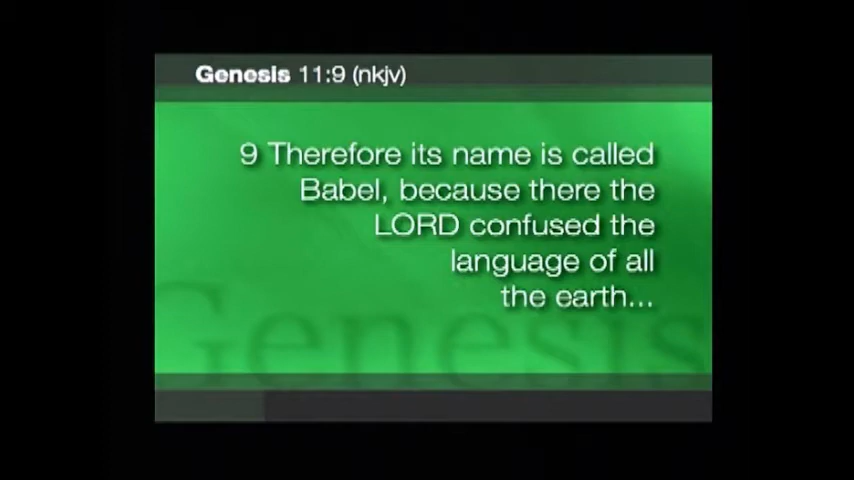 Genesis 11:9 (nkjv)
9 Therefore its name is called
Babel, because there the
LORD confused the
language of all
the earth...
Genesis